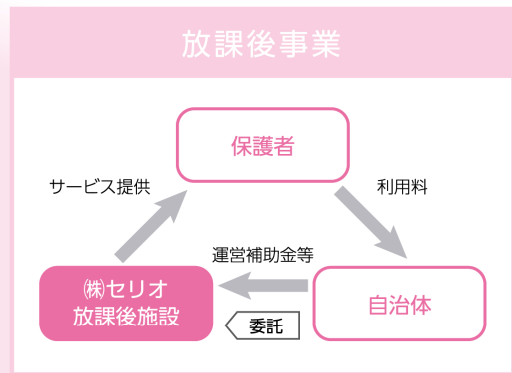 放課後事業
保護者
サービス提供
利用料
運営補助金等
㈱セリオ
放課後施設
自治体
委託